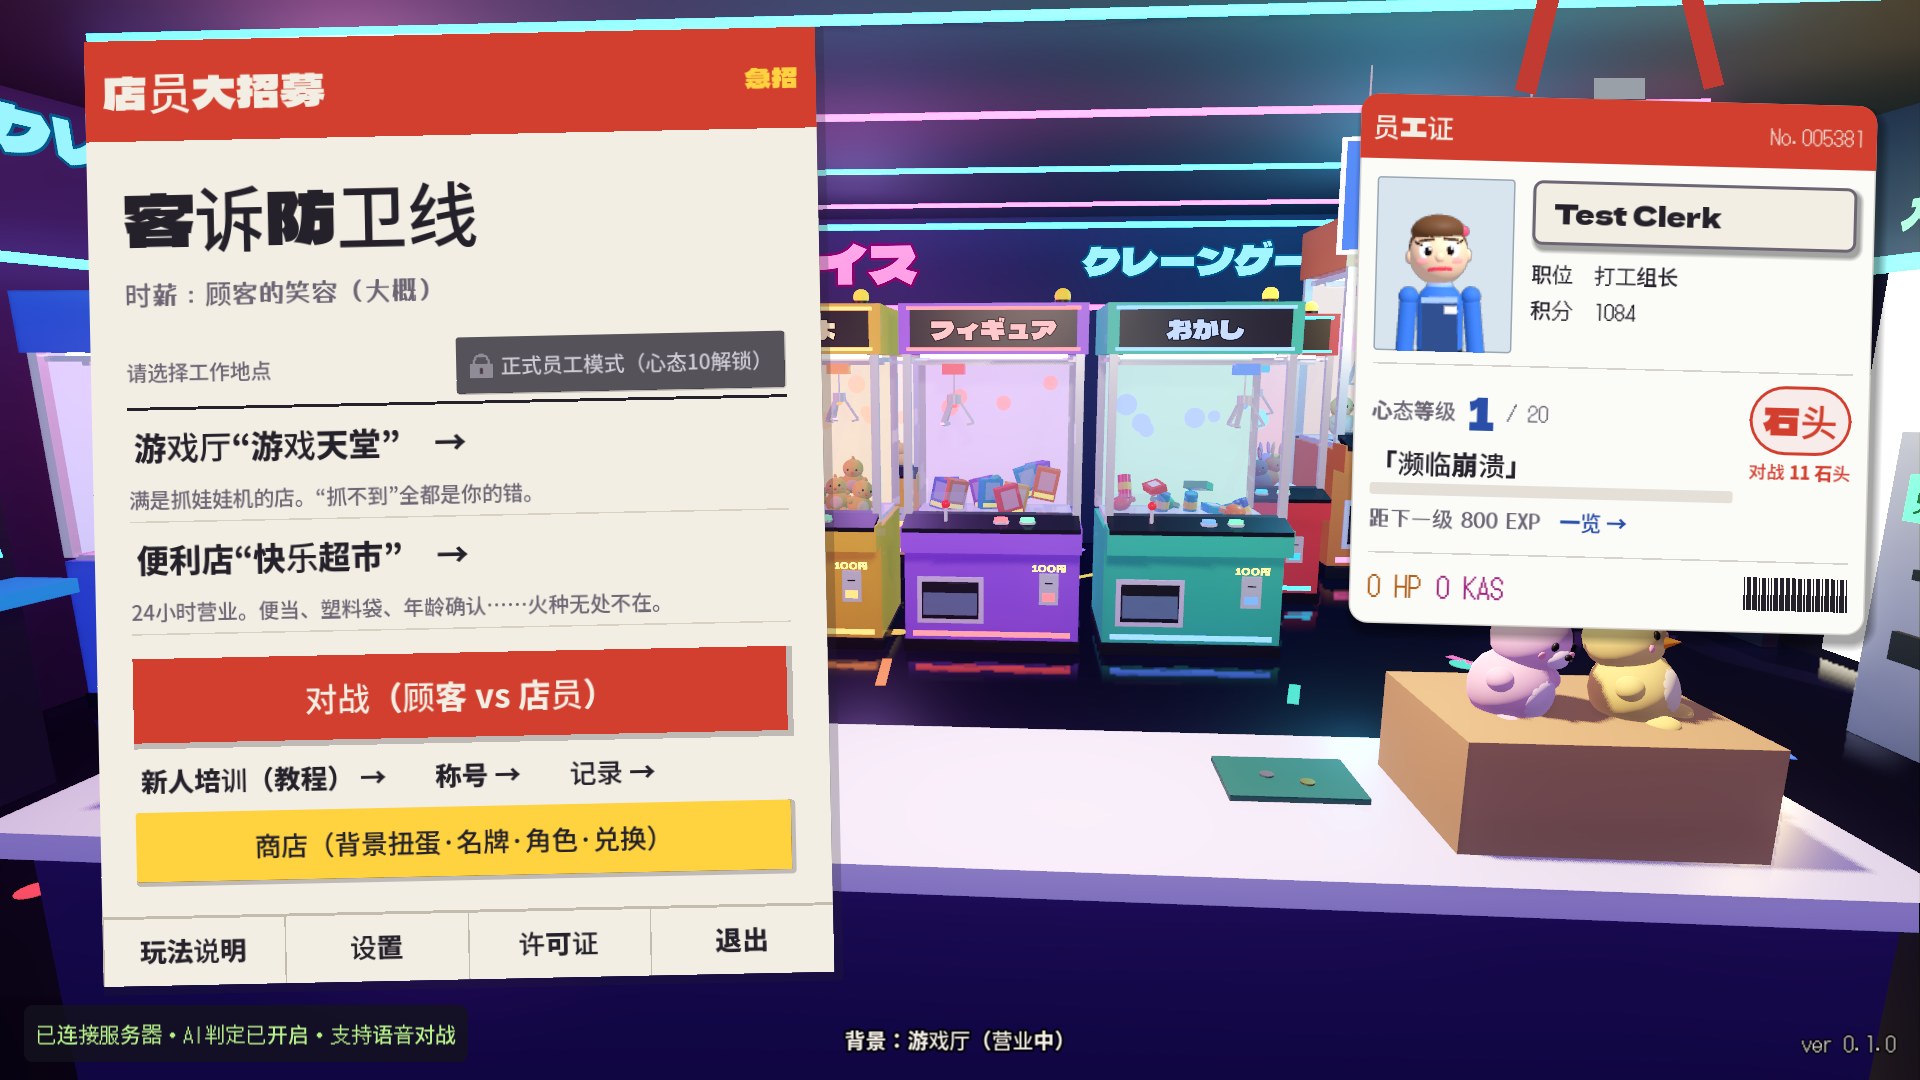 店员大招募
急招
客诉防卫线
时薪：顾客的笑容（大概）
请选择工作地点
正式员工模式（心态10解锁）
游戏厅“游戏天堂” →
满是抓娃娃机的店。“抓不到”全都是你的错。
便利店“快乐超市” →
24小时营业。便当、塑料袋、年龄确认……火种无处不在。
对战（顾客 vs 店员）
新人培训（教程） →
称号 →
记录 →
商店（背景扭蛋·名牌·角色·兑换）
玩法说明
设置
许可证
退出
已连接服务器・AI判定已开启・支持语音对战
クレ
イス
クレーンゲー
フィギュア
おかし
100円
100円
100円
员工证
No. 005381
Test Clerk
职位 打工组长
积分 1084
心态等级 1 / 20
石头
「濒临崩溃」
对战 11 石头
距下一级 800 EXP 一览 →
0 HP 0 KAS
背景：游戏厅（营业中）
ver 0.1.0